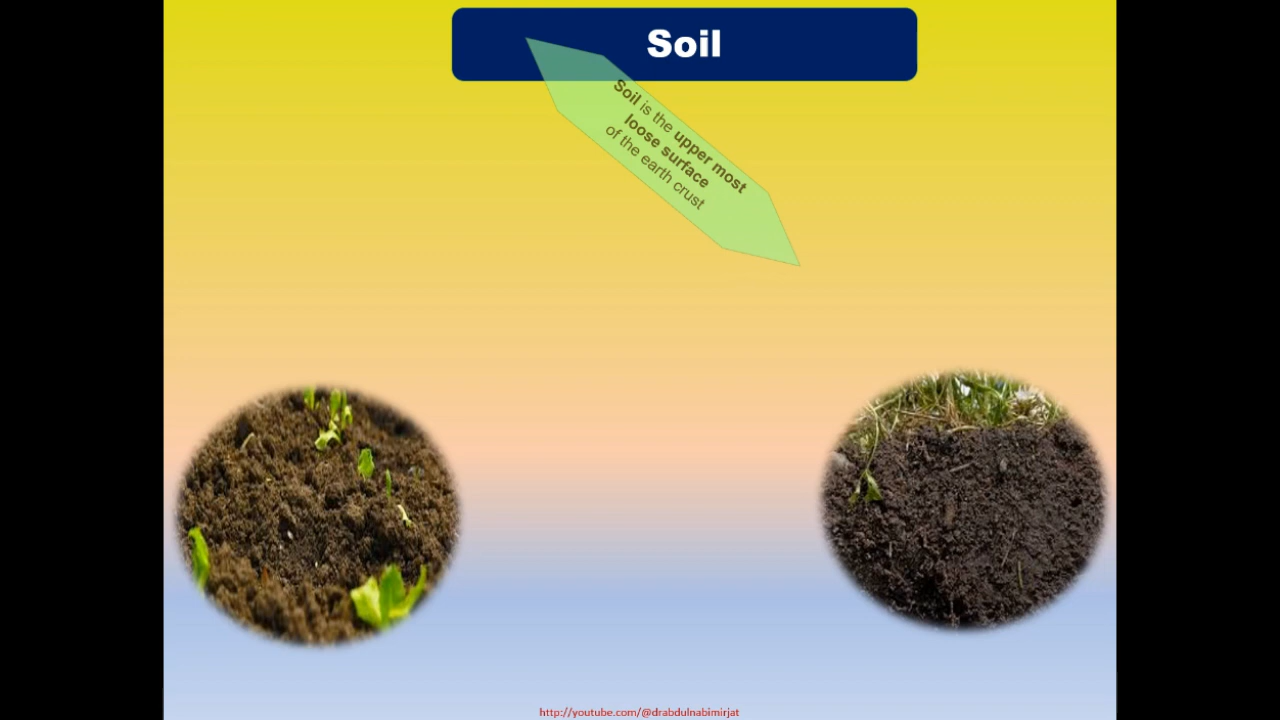 Soil
Soil is the upper most
loose surface
of the earth crust
http://youtube.com/@drabdulnabimirjat